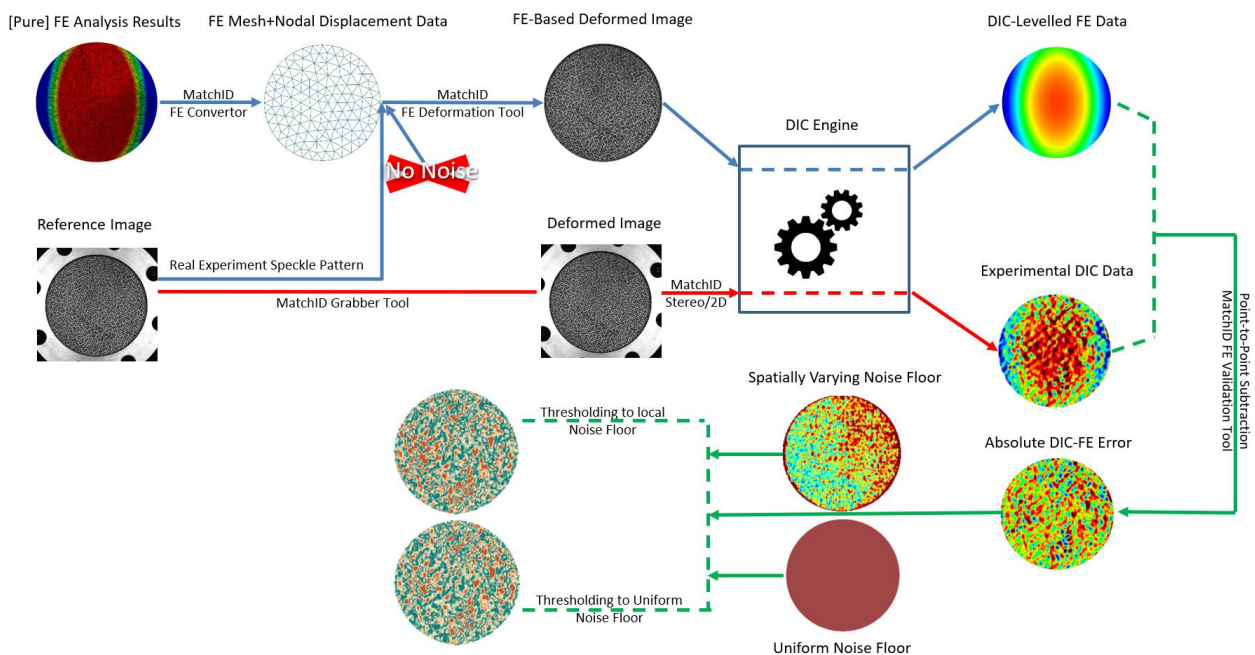 [Pure] FE Analysis Results
FE Mesh+Nodal Displacement Data
FE-Based Deformed Image
DIC-Levelled FE Data
MatchID
FE Convertor
MatchID
FE Deformation Tool
DIC Engine
No Noise
Reference Image
Deformed Image
Real Experiment Speckle Pattern
MatchID Grabber Tool
MatchID
Stereo/2D
Experimental DIC Data
Point-to-Point Subtraction
MatchID FE Validation Tool
Spatially Varying Noise Floor
Thresholding to local
Noise Floor
Absolute DIC-FE Error
Thresholding to Uniform
Noise Floor
Uniform Noise Floor